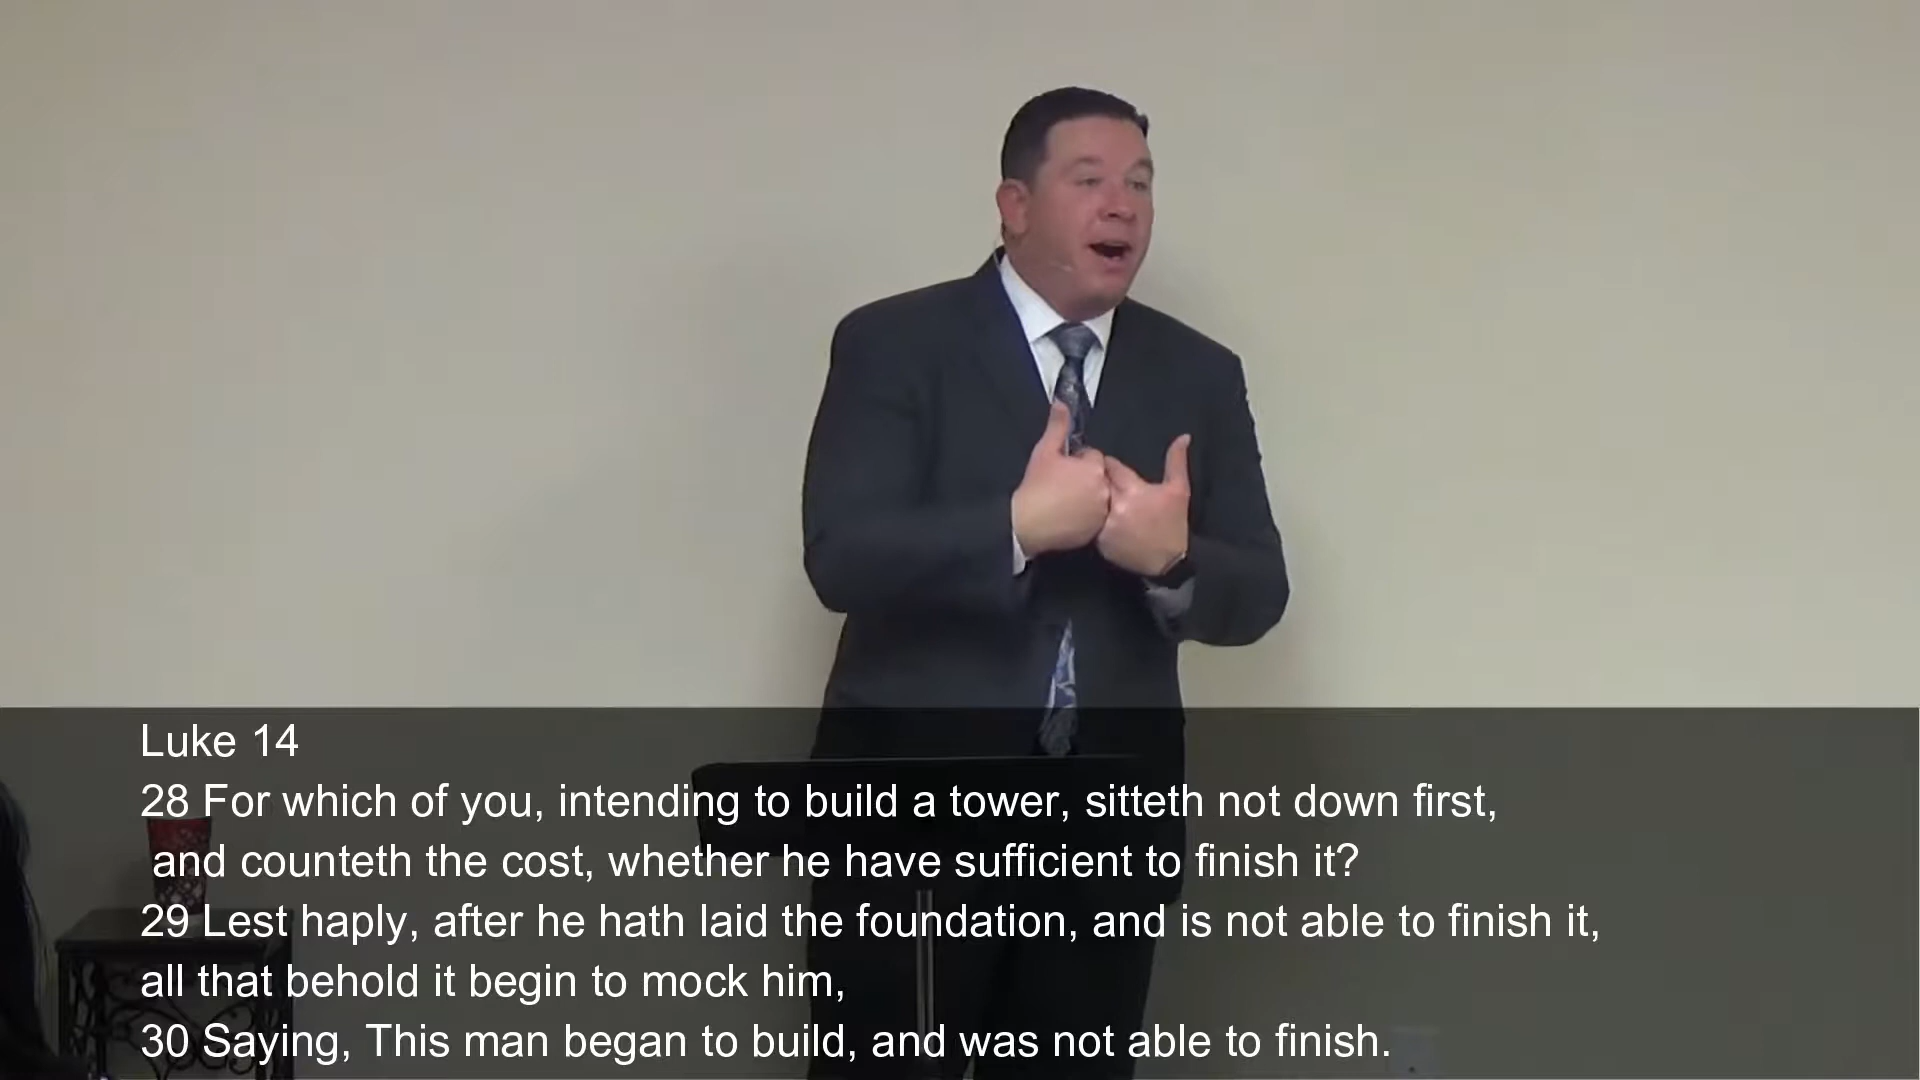 Luke 14
28 For which of you, intending to build a tower, sitteth not down first,
and counteth the cost, whether he have sufficient to finish it?
29 Lest haply, after he hath laid the foundation, and is not able to finish it,
all that behold it begin to mock him,
30 Saying, This man began to build, and was not able to finish.